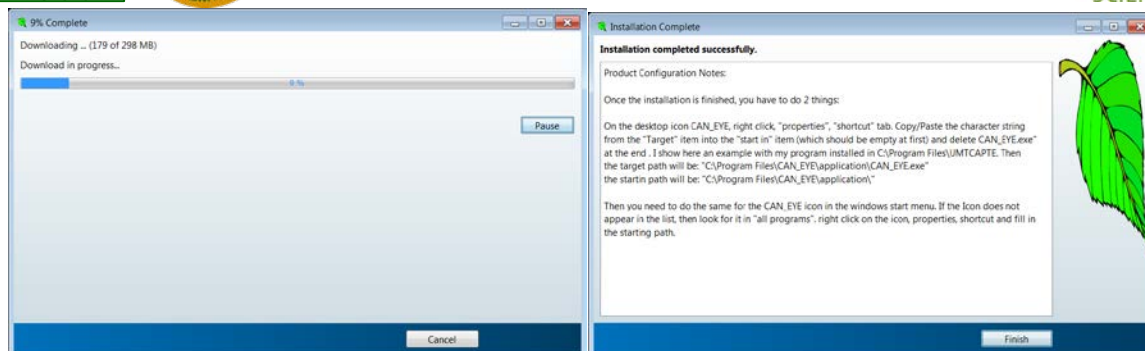 9% Complete
Downloading ... (179 of 298 MB)
Download in progress...
0 %
Pause
Cancel
Installation Complete
Installation completed successfully.
Product Configuration Notes:
Once the installation is finished, you have to do 2 things:
On the desktop icon CAN_EYE, right click, "properties", "shortcut" tab. Copy/Paste the character string
from the "Target" item into the "start in" item (which should be empty at first) and delete CAN_EYE.exe"
at the end . I show here an example with my program installed in C:\Program Files\UMTCAPTE. Then
the target path will be: "C:\Program Files\CAN_EYE\application\CAN_EYE.exe"
the startin path will be: "C:\Program Files\CAN_EYE\application\"
Then you need to do the same for the CAN_EYE icon in the windows start menu. If the Icon does not
appear in the list, then look for it in "all programs". right click on the icon, properties, shortcut and fill in
the starting path.
Finish